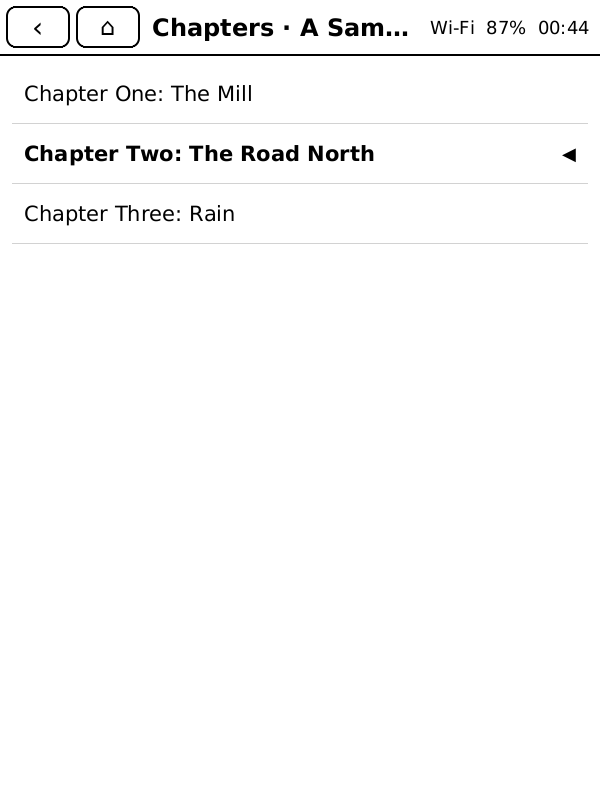 ‹ ⌂ Chapters · A Sam… Wi-Fi 87% 00:44
Chapter One: The Mill
Chapter Two: The Road North ◀
Chapter Three: Rain